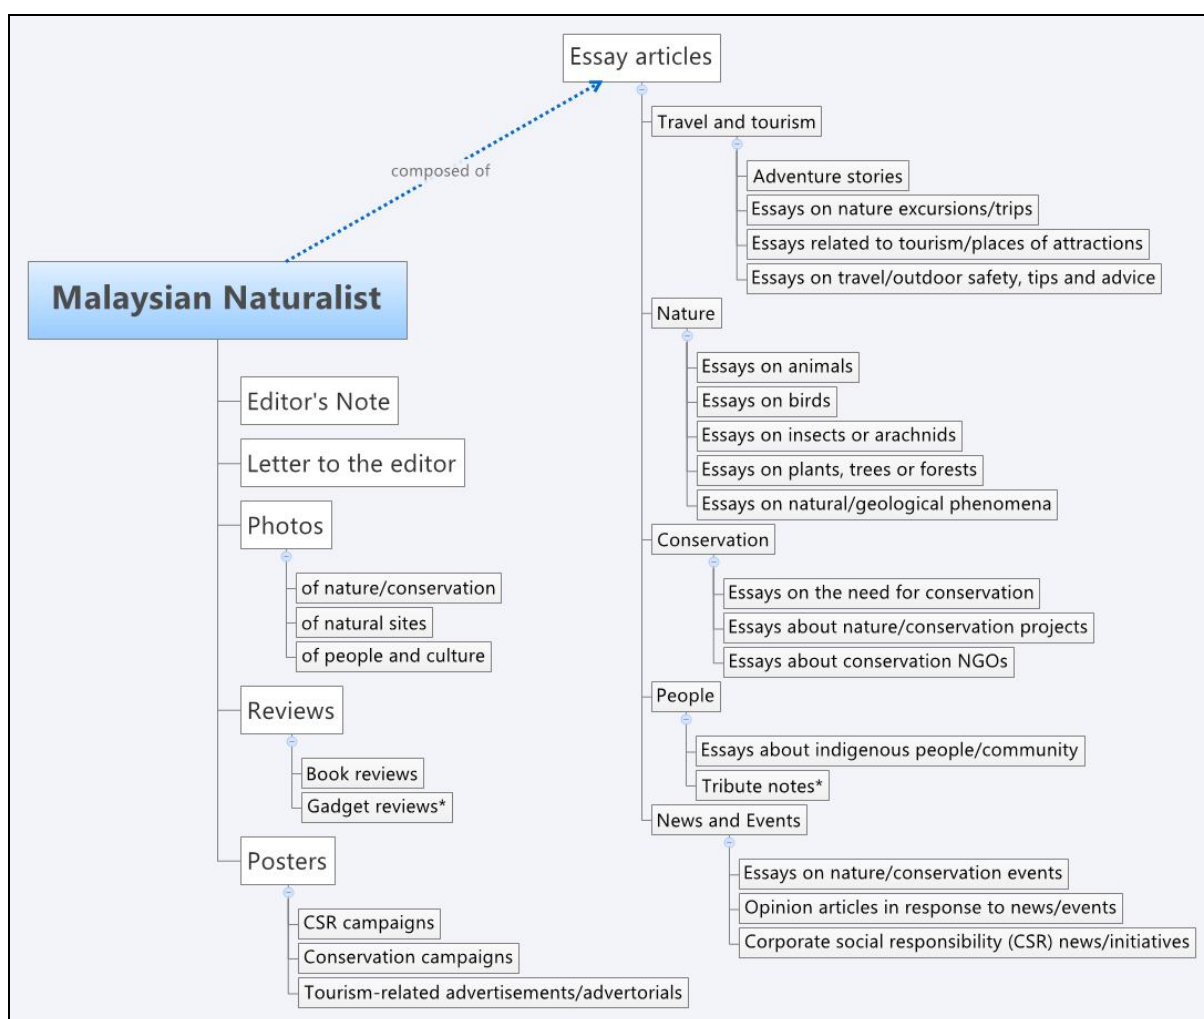 Essay articles
Travel and tourism
Adventure stories
Essays on nature excursions/trips
Essays related to tourism/places of attractions
Essays on travel/outdoor safety, tips and advice
composed of
Malaysian Naturalist
Nature
Essays on animals
Essays on birds
Essays on insects or arachnids
Essays on plants, trees or forests
Essays on natural/geological phenomena
Editor's Note
Letter to the editor
Photos
of nature/conservation
of natural sites
of people and culture
Conservation
Essays on the need for conservation
Essays about nature/conservation projects
Essays about conservation NGOs
Reviews
Book reviews
Gadget reviews*
People
Essays about indigenous people/community
Tribute notes*
News and Events
Essays on nature/conservation events
Opinion articles in response to news/events
Corporate social responsibility (CSR) news/initiatives
Posters
CSR campaigns
Conservation campaigns
Tourism-related advertisements/advertorials